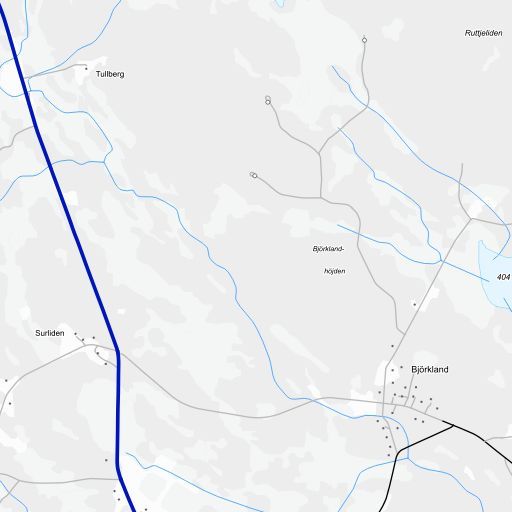 Ruttjeliden
Tullberg
Björkland-
höjden
404
Surliden
Björkland